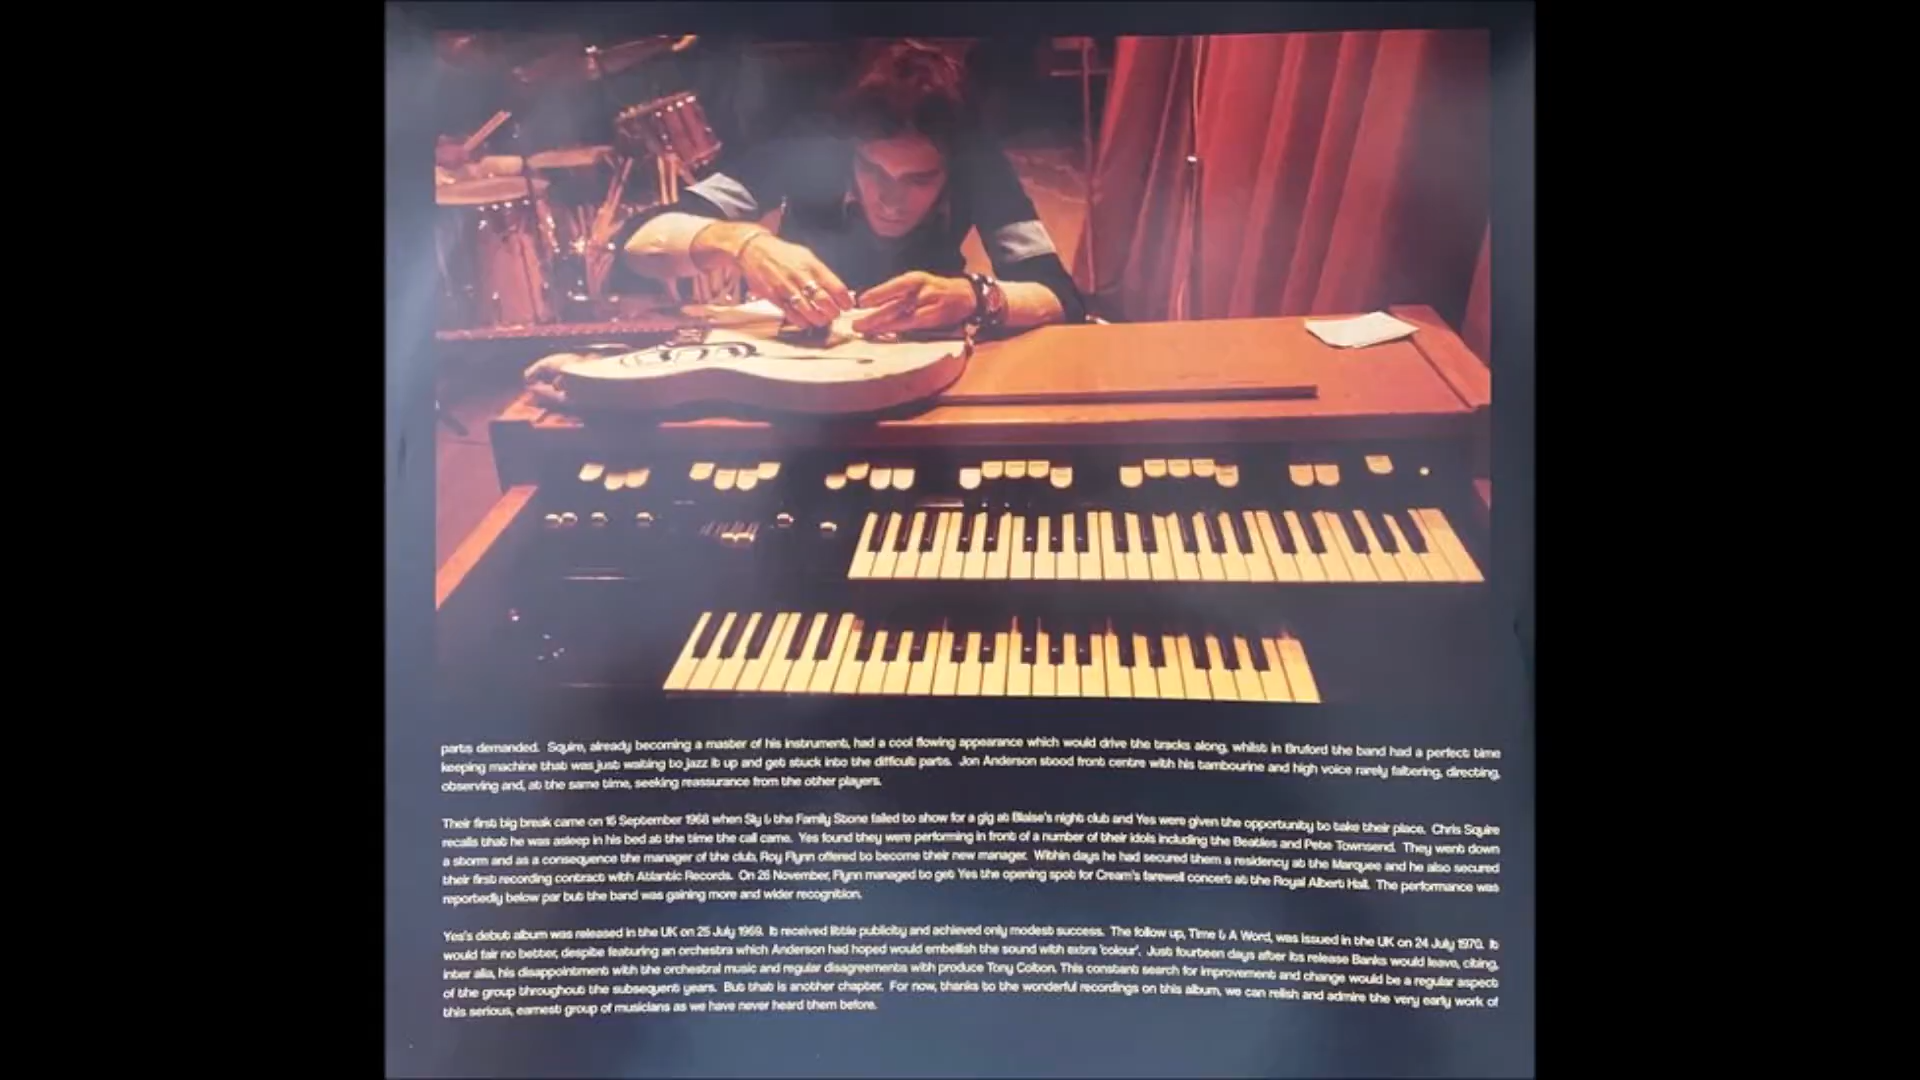 parts demanded. Squire, already becoming a master of his instrument, had a cool flowing appearance which would drive the tracks along, whilst in Bruford the band had a perfect time
keeping machine that was just waiting to jazz it up and get stuck into the difficult parts. Jon Anderson stood front centre with his tambourine and high voice rarely faltering, directing,
observing and, at the same time, seeking reassurance from the other players.
Their first big break came on 16 September 1968 when Sly & the Family Stone failed to show for a gig at Blaise's night club and Yes were given the opportunity to take their place. Chris Squire
recalls that he was asleep in his bed at the time the call came. Yes found they were performing in front of a number of their idols including the Beatles and Pete Townsend. They went down
a storm and as a consequence the manager of the club, Roy Flynn offered to become their new manager. Within days he had secured them a residency at the Marquee and he also secured
their first recording contract with Atlantic Records. On 26 November, Flynn managed to get Yes the opening spot for Cream's farewell concert at the Royal Albert Hall. The performance was
reportedly below par but the band was gaining more and wider recognition.
Yes's debut album was released in the UK on 25 July 1969. It received little publicity and achieved only modest success. The follow up, Time & A Word, was issued in the UK on 24 July 1970. It
would fair no better, despite featuring an orchestra which Anderson had hoped would embellish the sound with extra 'colour'. Just fourteen days after its release Banks would leave, citing,
inter alia, his disappointment with the orchestral music and regular disagreements with produce Tony Colton. This constant search for improvement and change would be a regular aspect
of the group throughout the subsequent years. But that is another chapter. For now, thanks to the wonderful recordings on this album, we can relish and admire the very early work of
this serious, earnest group of musicians as we have never heard them before.